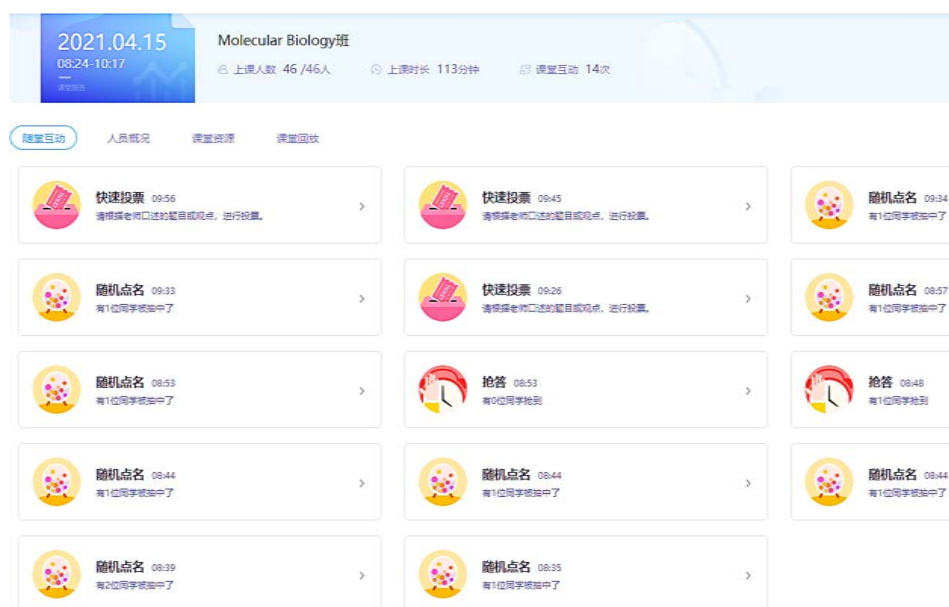 2021.04.15
08:24-10:17
课堂报告
Molecular Biology班
上课人数 46 /46人
上课时长 113分钟
课堂互动 14次
随堂互动
人员概况
课堂资源
课堂回放
快速投票 09:56
请根据老师口述的题目或观点，进行投票。
快速投票 09:45
请根据老师口述的题目或观点，进行投票。
随机点名 09:34
有1位同学被抽中了
随机点名 09:33
有1位同学被抽中了
快速投票 09:26
请根据老师口述的题目或观点，进行投票。
随机点名 08:57
有1位同学被抽中了
随机点名 08:53
有1位同学被抽中了
抢答 08:53
有0位同学抢到
抢答 08:48
有1位同学抢到
随机点名 08:44
有1位同学被抽中了
随机点名 08:44
有1位同学被抽中了
随机点名 08:44
有1位同学被抽中了
随机点名 08:39
有2位同学被抽中了
随机点名 08:35
有1位同学被抽中了